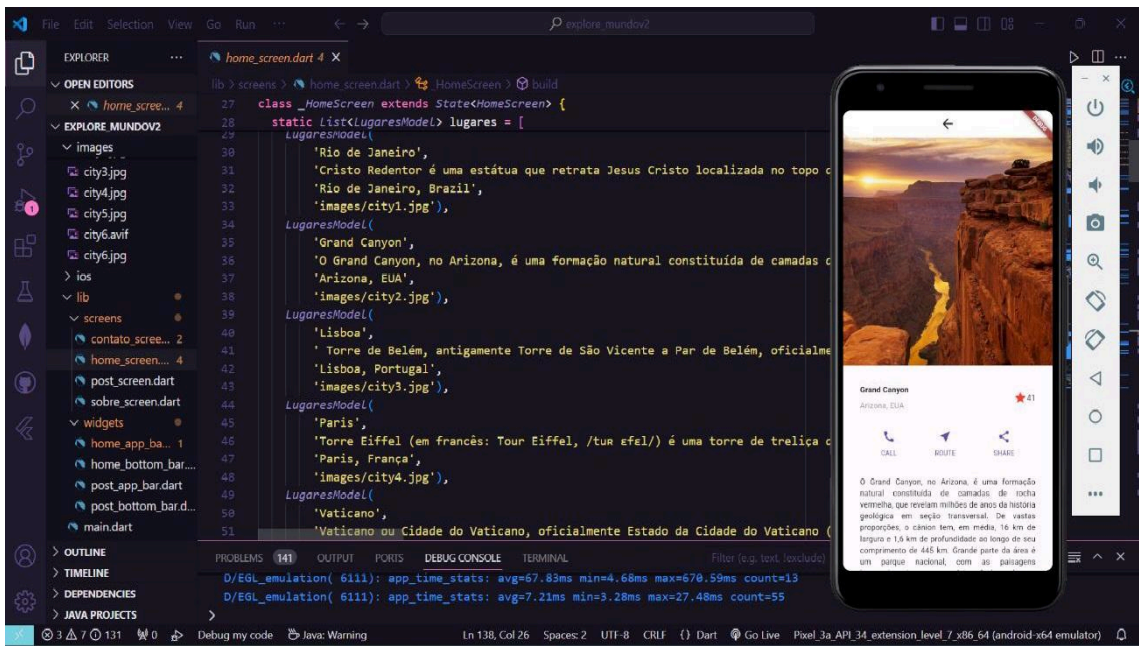 File Edit Selection View Go Run ··· explore_mundov2
EXPLORER ···
home_screen.dart 4
OPEN EDITORS
home_scree... 4
EXPLORE_MUNDOV2
images
city3.jpg
city4.jpg
city5.jpg
city6.avif
city6.jpg
ios
lib
screens
contato_scree... 2
home_screen.... 4
post_screen.dart
sobre_screen.dart
widgets
home_app_ba... 1
home_bottom_bar....
post_app_bar.dart
post_bottom_bar.d...
main.dart
OUTLINE
TIMELINE
DEPENDENCIES
JAVA PROJECTS
1
lib > screens > home_screen.dart > _HomeScreen > build
27 class _HomeScreen extends State<HomeScreen> {
28 static List<LugaresModel> lugares = [
29 LugaresModel(
30 'Rio de Janeiro',
31 'Cristo Redentor é uma estátua que retrata Jesus Cristo localizada no topo
32 'Rio de Janeiro, Brazil',
33 'images/city1.jpg'),
34 LugaresModel(
35 'Grand Canyon',
36 'O Grand Canyon, no Arizona, é uma formação natural constituída de camadas
37 'Arizona, EUA',
38 'images/city2.jpg'),
39 LugaresModel(
40 'Lisboa',
41 ' Torre de Belém, antigamente Torre de São Vicente a Par de Belém, oficialme
42 'Lisboa, Portugal',
43 'images/city3.jpg'),
44 LugaresModel(
45 'Paris',
46 'Torre Eiffel (em francês: Tour Eiffel, /tuʀ ɛfɛl/) é uma torre de treliça
47 'Paris, França',
48 'images/city4.jpg'),
49 LugaresModel(
50 'Vaticano',
51 'Vaticano ou Cidade do Vaticano, oficialmente Estado da Cidade do Vaticano (
PROBLEMS 141 OUTPUT PORTS DEBUG CONSOLE TERMINAL Filter (e.g. text, !exclude)
D/EGL_emulation( 6111): app_time_stats: avg=67.83ms min=4.68ms max=670.59ms count=13
D/EGL_emulation( 6111): app_time_stats: avg=7.21ms min=3.28ms max=27.48ms count=55
>
3 7 131 0 Debug my code Java: Warning Ln 138, Col 26 Spaces: 2 UTF-8 CRLF {} Dart Go Live Pixel_3a_API_34_extension_level_7_x86_64 (android-x64 emulator)
DEBUG
Grand Canyon
Arizona, EUA
41
CALL ROUTE SHARE
O Grand Canyon, no Arizona, é uma formação
natural constituída de camadas de rocha
vermelha, que revelam milhões de anos da história
geológica em seção transversal. De vastas
proporções, o cânion tem, em média, 16 km de
largura e 1,6 km de profundidade ao longo de seu
comprimento de 445 km. Grande parte da área é
um parque nacional, com as paisagens